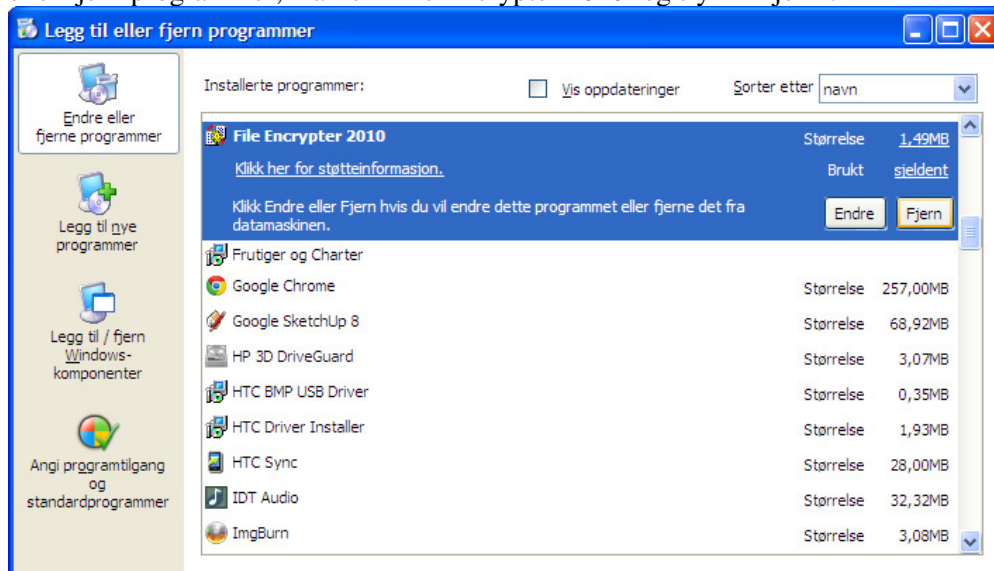 Legg til eller fjern programmer
Endre eller
fjerne programmer
Legg til nye
programmer
Legg til / fjern
Windows-
komponenter
Angi programtilgang
og
standardprogrammer
Installerte programmer:
Vis oppdateringer
Sorter etter navn
File Encrypter 2010 Størrelse 1,49MB
Klikk her for støtteinformasjon. Brukt sjeldent
Klikk Endre eller Fjern hvis du vil endre dette programmet eller fjerne det fra
datamaskinen.
Endre Fjern
Frutiger og Charter
Google Chrome Størrelse 257,00MB
Google SketchUp 8 Størrelse 68,92MB
HP 3D DriveGuard Størrelse 3,07MB
HTC BMP USB Driver Størrelse 0,35MB
HTC Driver Installer Størrelse 1,93MB
HTC Sync Størrelse 28,00MB
IDT Audio Størrelse 32,32MB
ImgBurn Størrelse 3,08MB